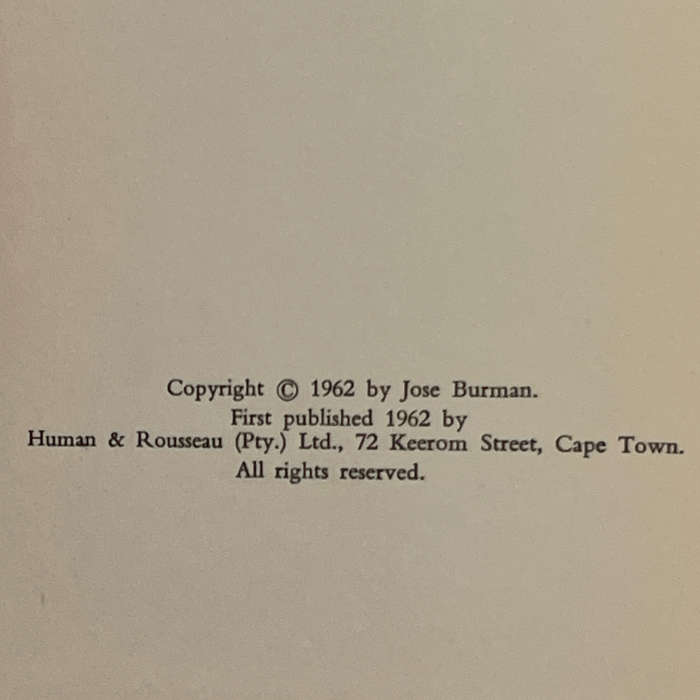 Copyright © 1962 by Jose Burman.
First published 1962 by
Human & Rousseau (Pty.) Ltd., 72 Keerom Street, Cape Town.
All rights reserved.